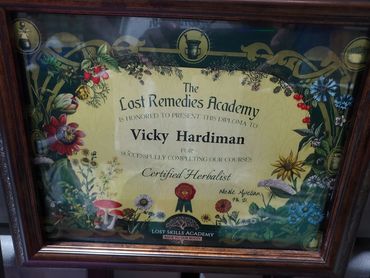 The
Lost Remedies Academy
IS HONORED TO PRESENT THIS DIPLOMA TO
Vicky Hardiman
FOR
SUCCESSFULLY COMPLETING OUR COURSES
Certified Herbalist
Ph. D.
LOST SKILLS ACADEMY